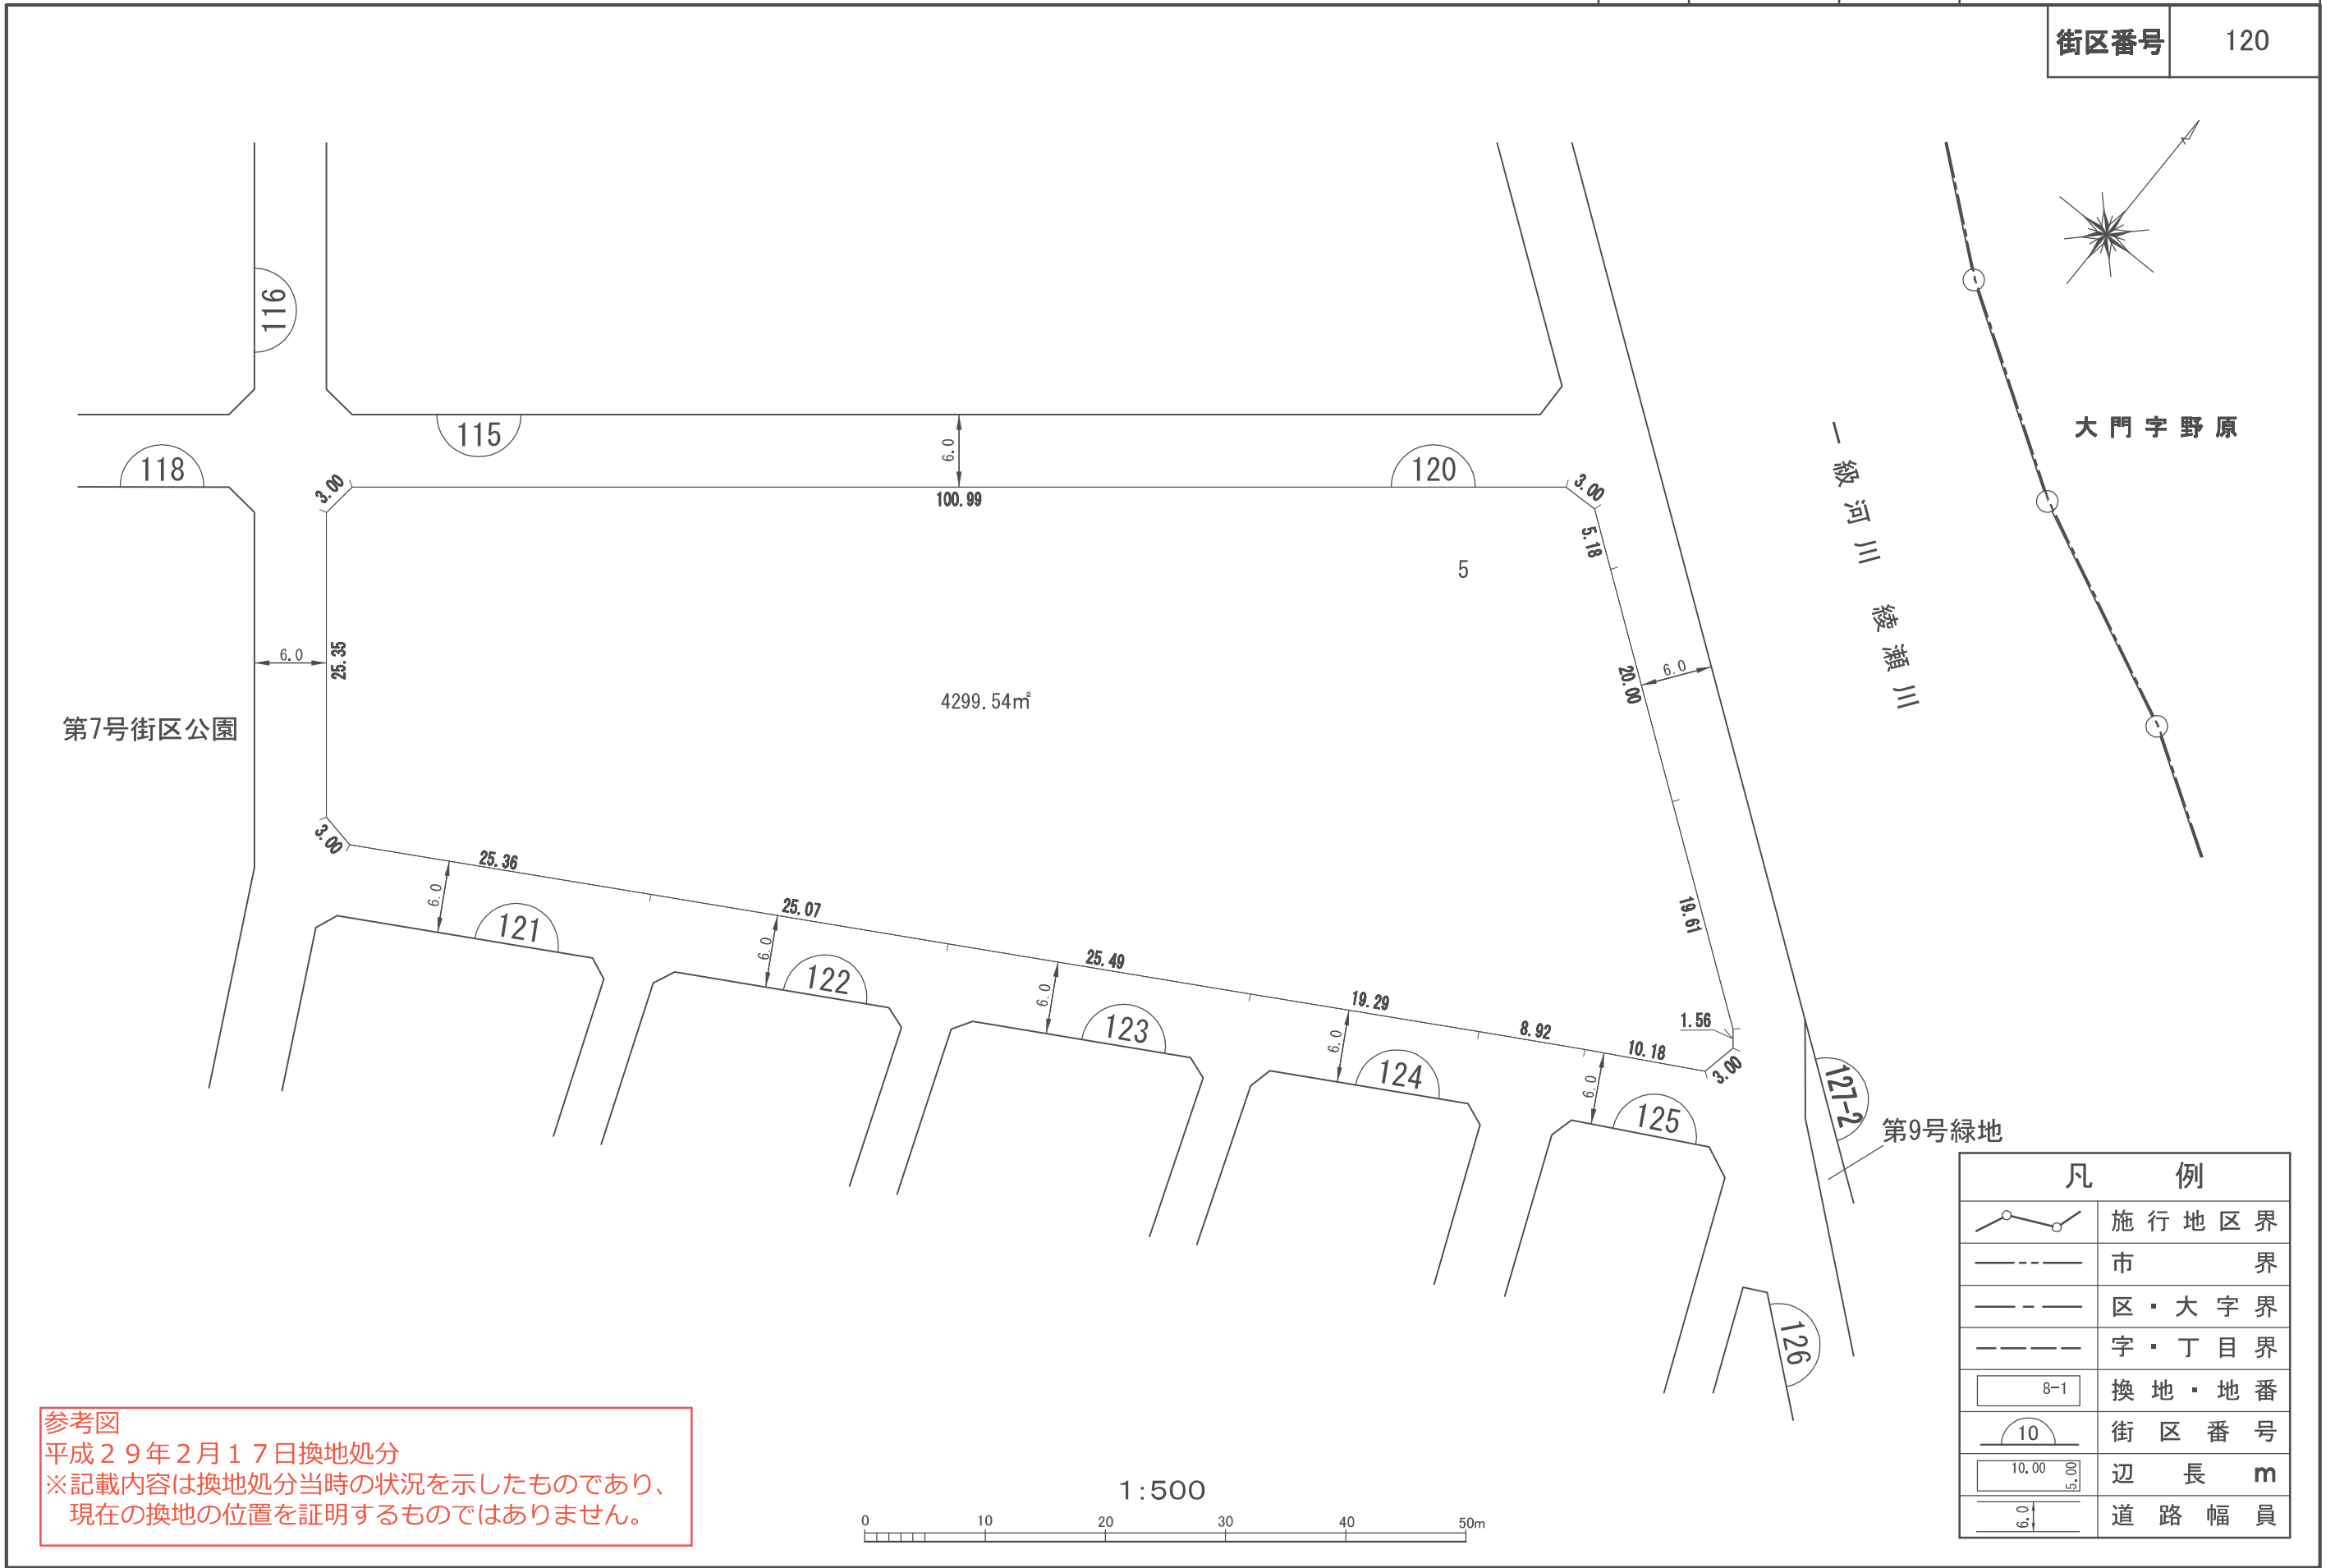 街区番号 120
116
115
118
120
6.0
3.00
100.99
3.00
5.18
5
一級河川 綾瀬川
大門字野原
6.0
25.35
20.00
6.0
4299.54㎡
第7号街区公園
3.00
25.36
6.0
121
25.07
6.0
122
25.49
6.0
123
19.29
6.0
124
8.92
10.18
6.0
125
19.61
1.56
3.00
127-2
第9号緑地
126
凡 例
施行地区界
市界
区・大字界
字・丁目界
8-1 換地・地番
10 街区番号
10.00 5.00 辺長 m
6.0 道路幅員
参考図
平成29年2月17日換地処分
※記載内容は換地処分当時の状況を示したものであり、
現在の換地の位置を証明するものではありません。
1:500
0 10 20 30 40 50m